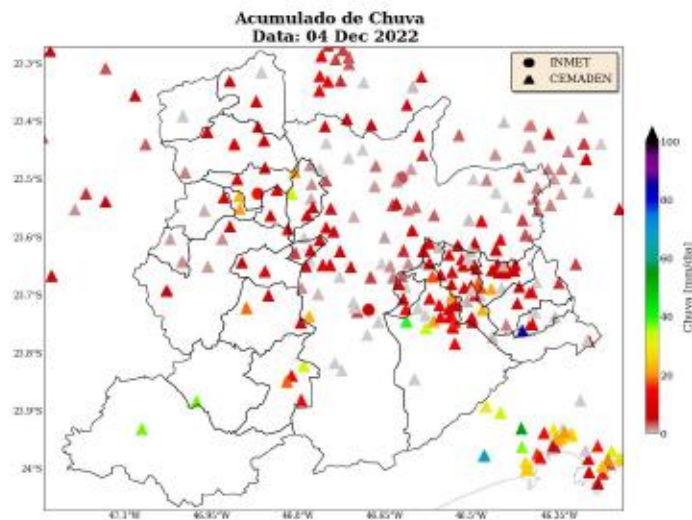 Acumulado de Chuva
Data: 04 Dec 2022
INMET
CEMADEN
23.3°S
23.4°S
23.5°S
23.6°S
23.7°S
23.8°S
23.9°S
24°S
47.1°W
46.95°W
46.8°W
46.65°W
46.5°W
46.35°W
100
80
60
40
20
0
Chuva [mm/dia]